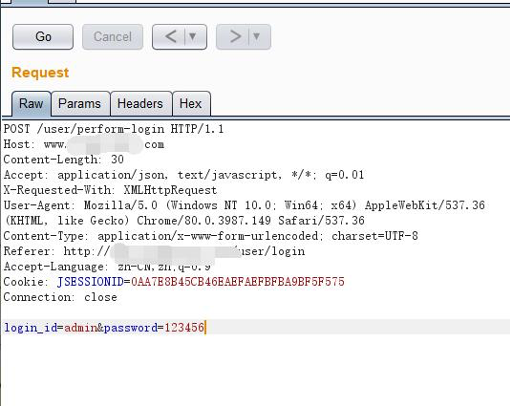 Go Cancel < | ▼ > | ▼
Request
Raw Params Headers Hex
POST /user/perform-login HTTP/1.1
Host: www. com
Content-Length: 30
Accept: application/json, text/javascript, */*; q=0.01
X-Requested-With: XMLHttpRequest
User-Agent: Mozilla/5.0 (Windows NT 10.0; Win64; x64) AppleWebKit/537.36
(KHTML, like Gecko) Chrome/80.0.3987.149 Safari/537.36
Content-Type: application/x-www-form-urlencoded; charset=UTF-8
Referer: http:// /user/login
Accept-Language: zh-CN,zh;q=0.9
Cookie: JSESSIONID=0AA7E8B45CB46EAEFAEFBFBA9BF5F575
Connection: close
login_id=admin&password=123456